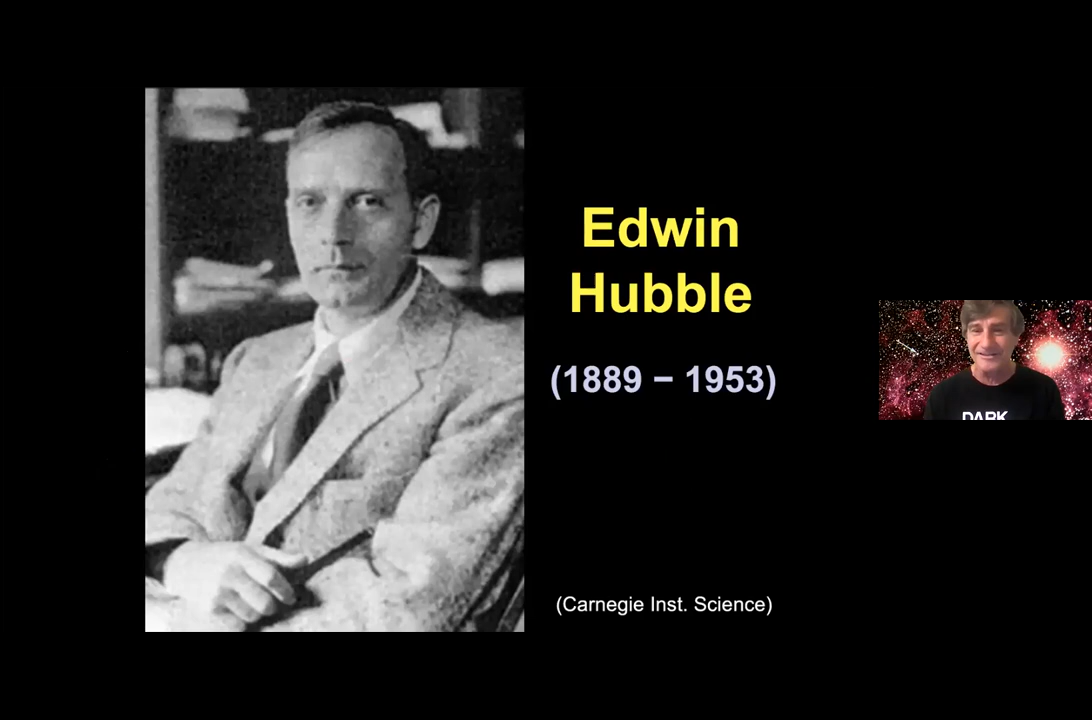 Edwin
Hubble
(1889 – 1953)
(Carnegie Inst. Science)
DARK